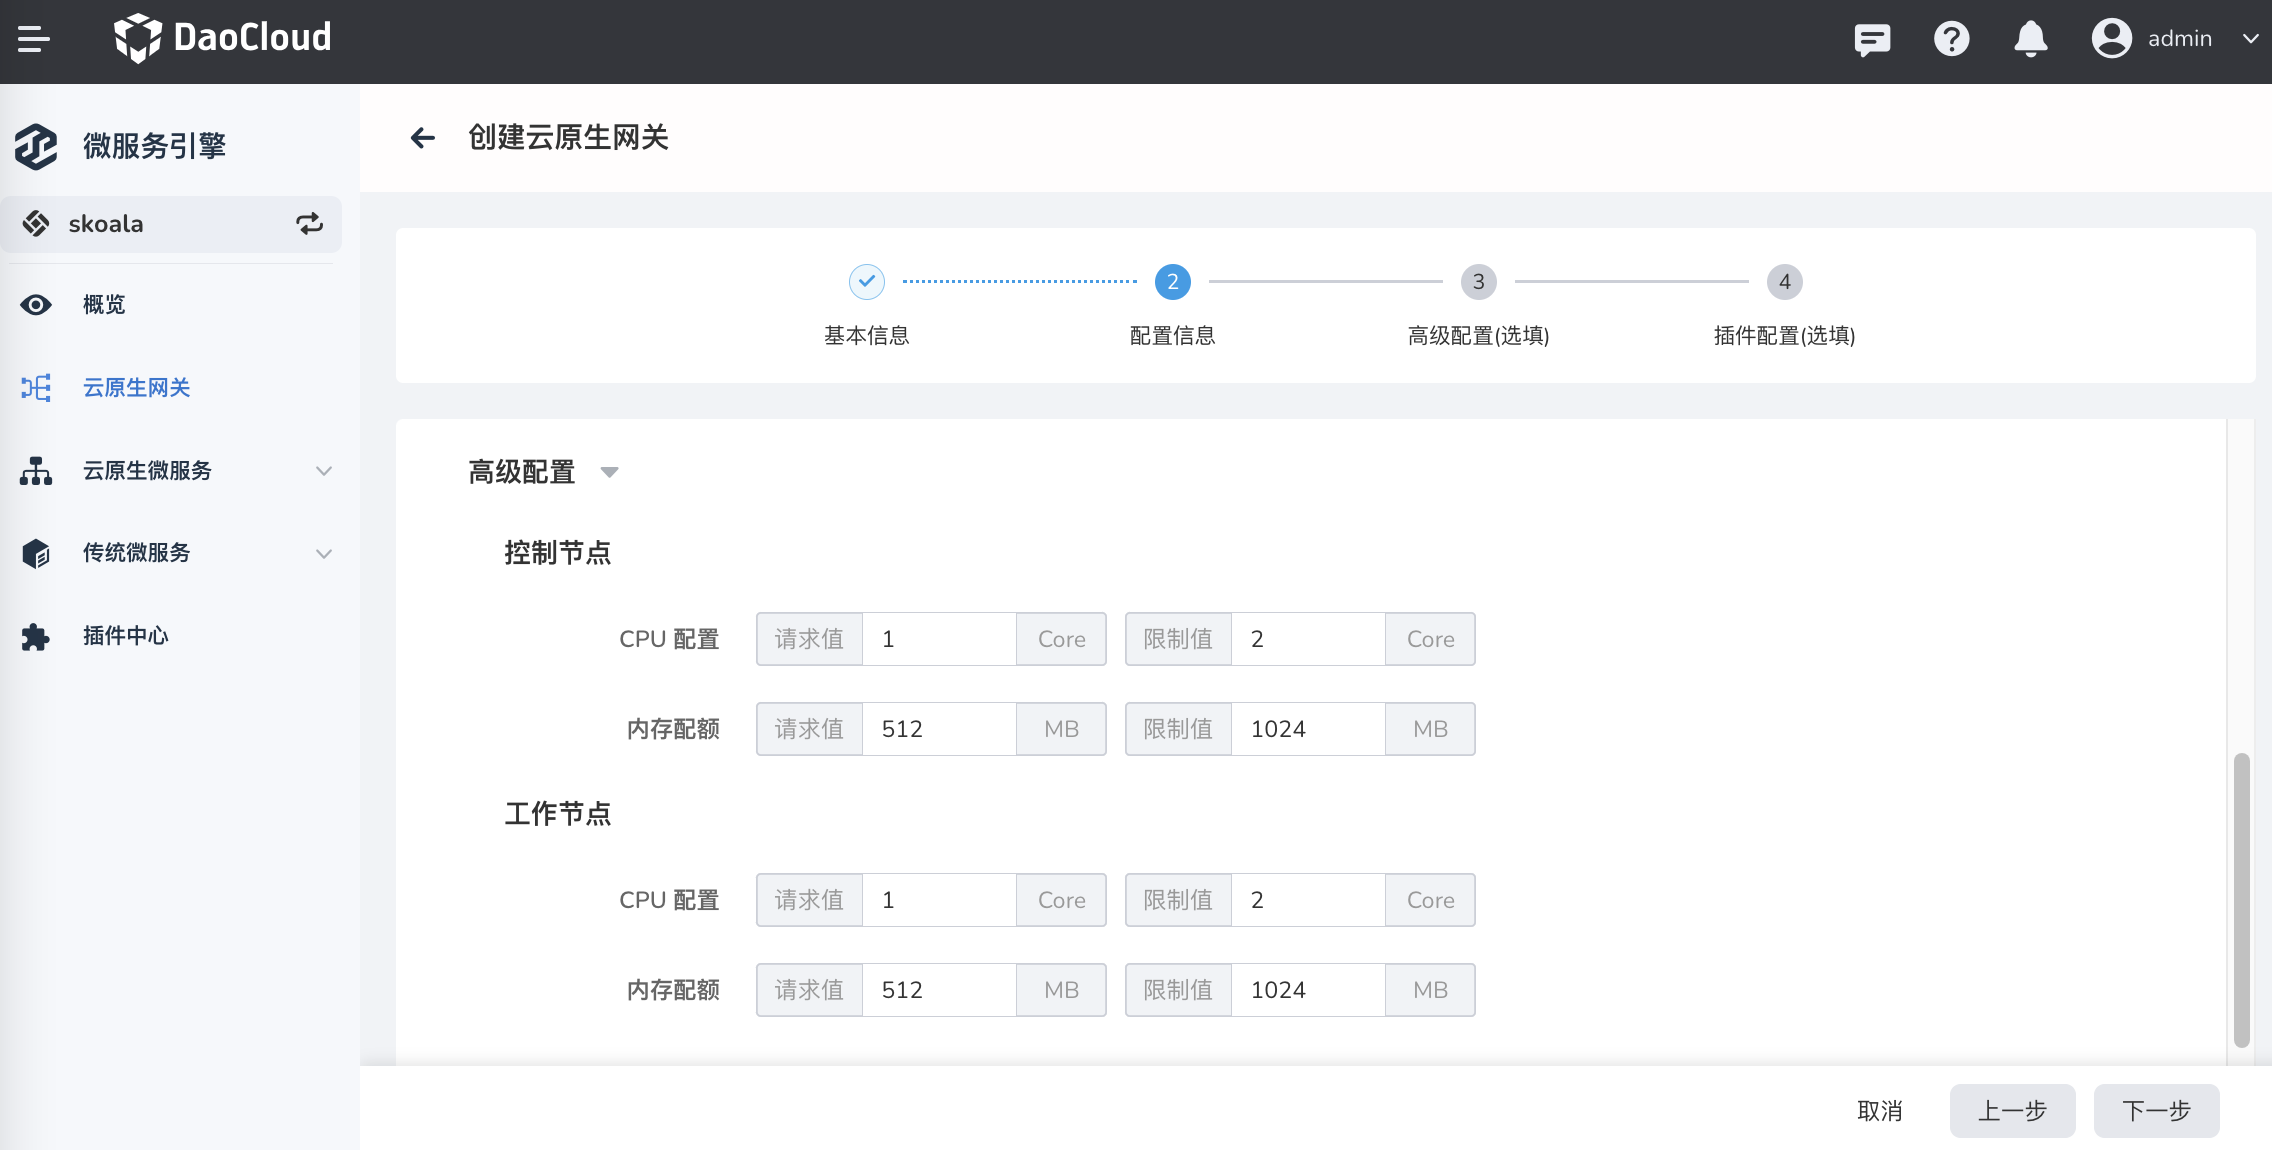 DaoCloud
admin
微服务引擎
skoala
概览
云原生网关
云原生微服务
传统微服务
插件中心
创建云原生网关
2
3
4
基本信息
配置信息
高级配置(选填)
插件配置(选填)
高级配置
控制节点
CPU 配置 请求值 1 Core 限制值 2 Core
内存配额 请求值 512 MB 限制值 1024 MB
工作节点
CPU 配置 请求值 1 Core 限制值 2 Core
内存配额 请求值 512 MB 限制值 1024 MB
取消 上一步 下一步